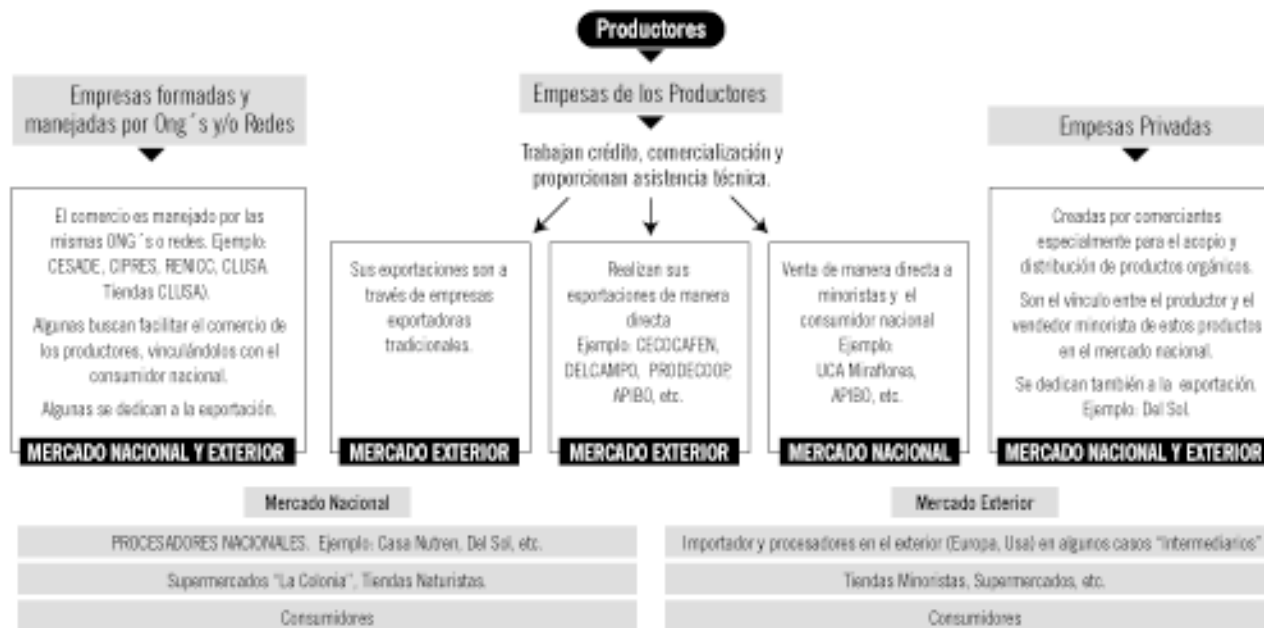 Productores
Empresas formadas y
manejadas por Ong´s y/o Redes
Empesas de los Productores
Empesas Privadas
Trabajan crédito, comercialización y
proporcionan asistencia técnica.
El comercio es manejado por las
mismas ONG´s o redes. Ejemplo:
CESADE, CIPRES, RENICC, CLUSA.
Tiendas CLUSA).
Algunas buscan facilitar el comercio de
los productores, vinculándolos con el
consumidor nacional.
Algunas se dedican a la exportación.
MERCADO NACIONAL Y EXTERIOR
Sus exportaciones son a
través de empresas
exportadoras
tradicionales.
MERCADO EXTERIOR
Realizan sus
exportaciones de manera
directa
Ejemplo: CECOCAFEN,
DELCAMPO, PRODECOOP,
APIBO, etc.
MERCADO EXTERIOR
Venta de manera directa a
minoristas y el
consumidor nacional
Ejemplo:
UCA Miraflores,
APIBO, etc.
MERCADO NACIONAL
Creadas por comerciantes
especialmente para el acopio y
distribución de productos orgánicos.
Son el vínculo entre el productor y el
vendedor minorista de estos productos
en el mercado nacional.
Se dedican también a la exportación.
Ejemplo: Del Sol.
MERCADO NACIONAL Y EXTERIOR
Mercado Nacional
PROCESADORES NACIONALES. Ejemplo: Casa Nutren, Del Sol, etc.
Supermercados "La Colonia", Tiendas Naturistas.
Consumidores
Mercado Exterior
Importador y procesadores en el exterior (Europa, Usa) en algunos casos "Intermediarios"
Tiendas Minoristas, Supermercados, etc.
Consumidores